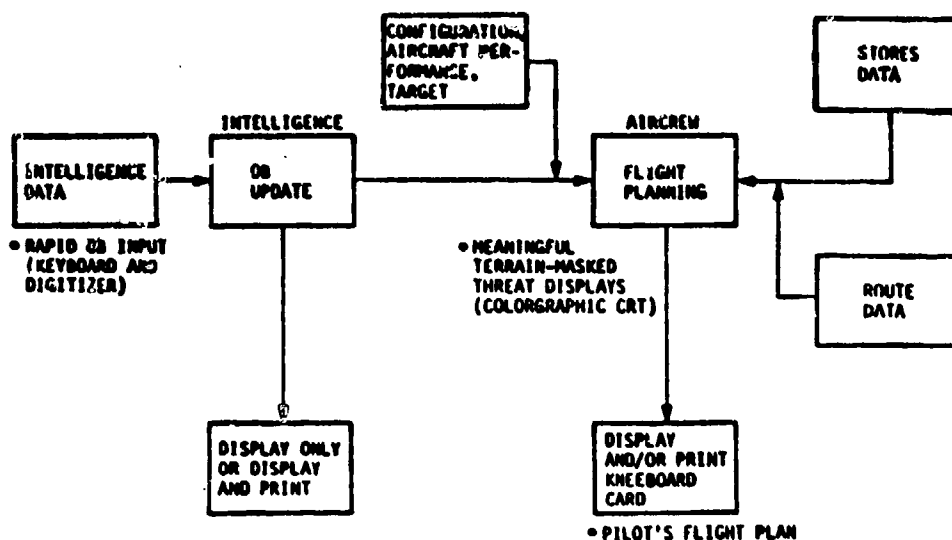 CONFIGURATION,
AIRCRAFT PER-
FORMANCE,
TARGET
STORES
DATA
INTELLIGENCE
AIRCREW
INTELLIGENCE
DATA
OB
UPDATE
FLIGHT
PLANNING
• RAPID OB INPUT
(KEYBOARD AND
DIGITIZER)
• MEANINGFUL
TERRAIN-MASKED
THREAT DISPLAYS
(COLORGRAPHIC CRT)
ROUTE
DATA
DISPLAY ONLY
OR DISPLAY
AND PRINT
DISPLAY
AND/OR PRINT
KNEEBOARD
CARD
• PILOT'S FLIGHT PLAN